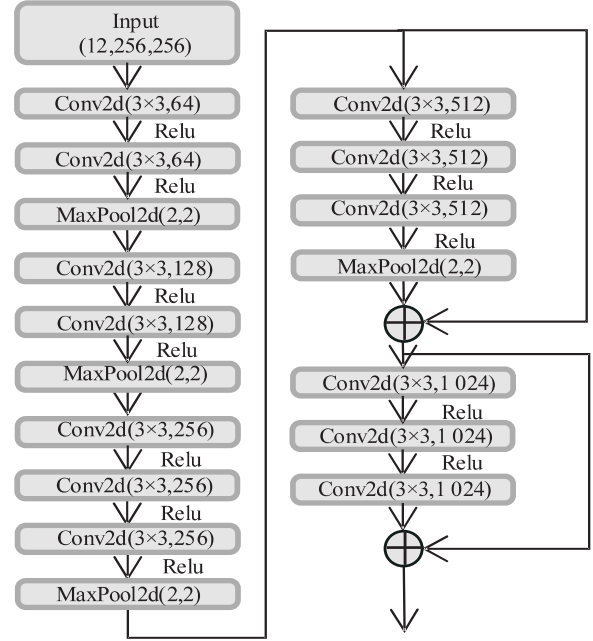 Input
(12,256,256)
Conv2d(3×3,64)
Relu
Conv2d(3×3,64)
Relu
MaxPool2d(2,2)
Conv2d(3×3,128)
Relu
Conv2d(3×3,128)
Relu
MaxPool2d(2,2)
Conv2d(3×3,256)
Relu
Conv2d(3×3,256)
Relu
Conv2d(3×3,256)
Relu
MaxPool2d(2,2)
Conv2d(3×3,512)
Relu
Conv2d(3×3,512)
Relu
Conv2d(3×3,512)
Relu
MaxPool2d(2,2)
Conv2d(3×3,1 024)
Relu
Conv2d(3×3,1 024)
Relu
Conv2d(3×3,1 024)